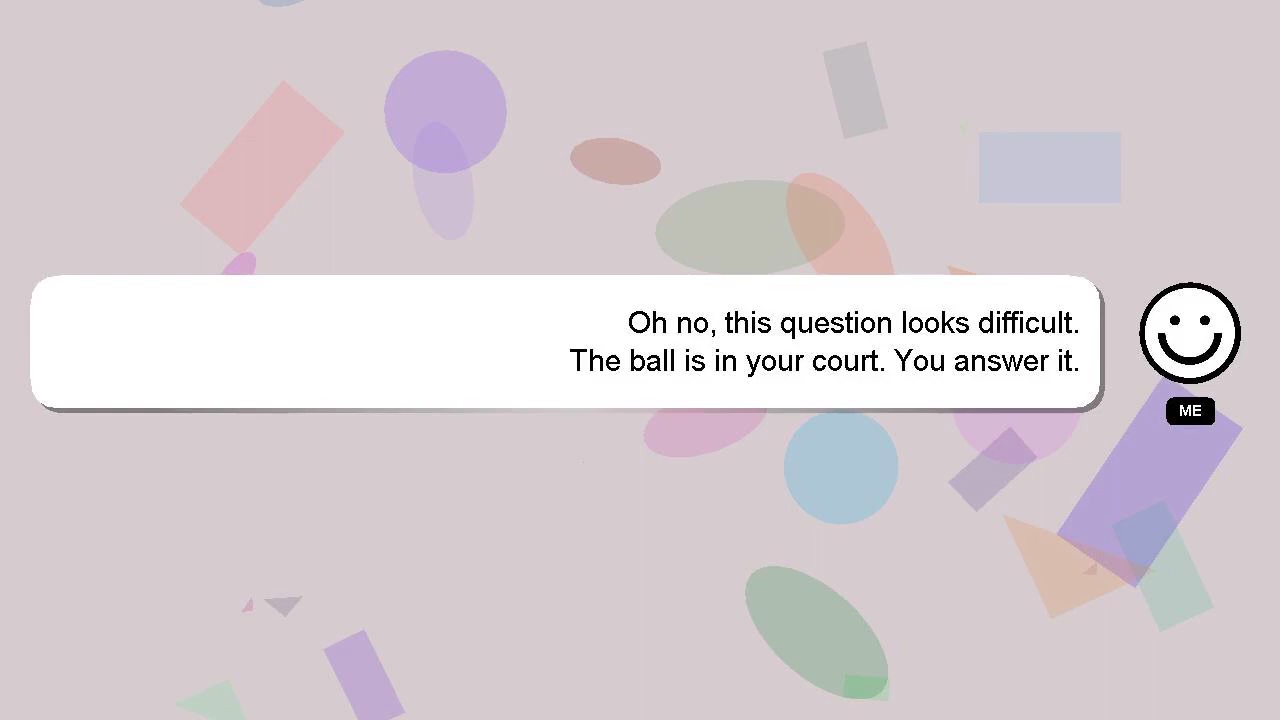 Oh no, this question looks difficult.
The ball is in your court. You answer it.
ME